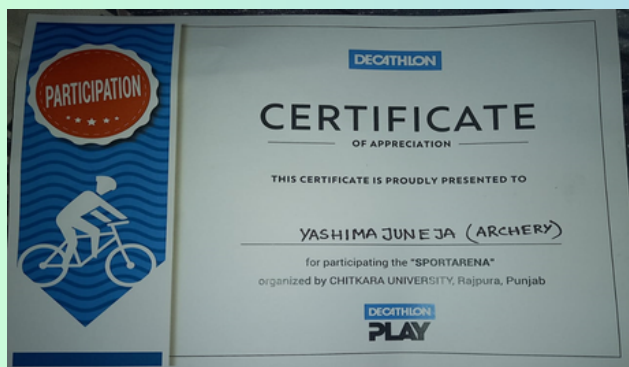 PARTICIPATION
DECATHLON
CERTIFICATE
OF APPRECIATION
THIS CERTIFICATE IS PROUDLY PRESENTED TO
YASHIMA JUNEJA (ARCHERY)
for participating the "SPORTARENA"
organized by CHITKARA UNIVERSITY, Rajpura, Punjab
DECATHLON
PLAY